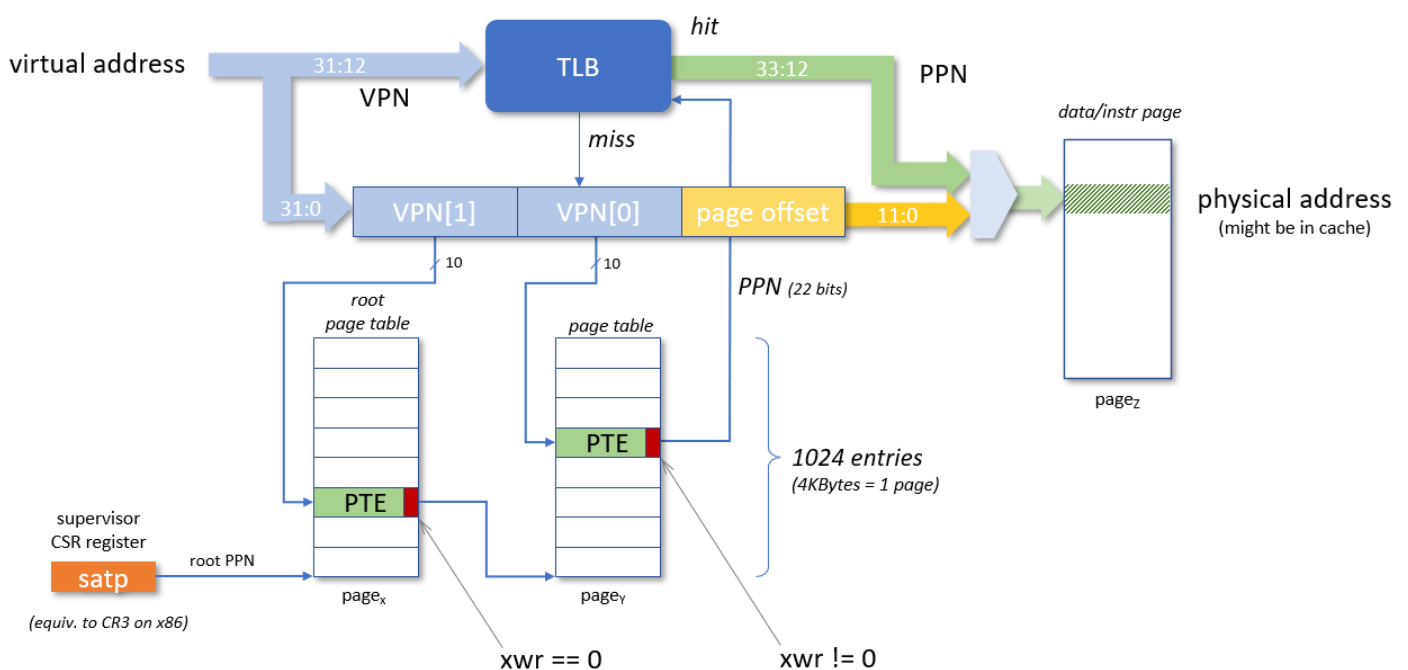 virtual address
31:12
VPN
TLB
hit
33:12
PPN
miss
data/instr page
31:0
VPN[1]
VPN[0]
page offset
11:0
physical address
(might be in cache)
10
10
PPN (22 bits)
root
page table
page table
PTE
PTE
1024 entries
(4KBytes = 1 page)
pageZ
supervisor
CSR register
satp
root PPN
(equiv. to CR3 on x86)
pageX
pageY
xwr == 0
xwr != 0